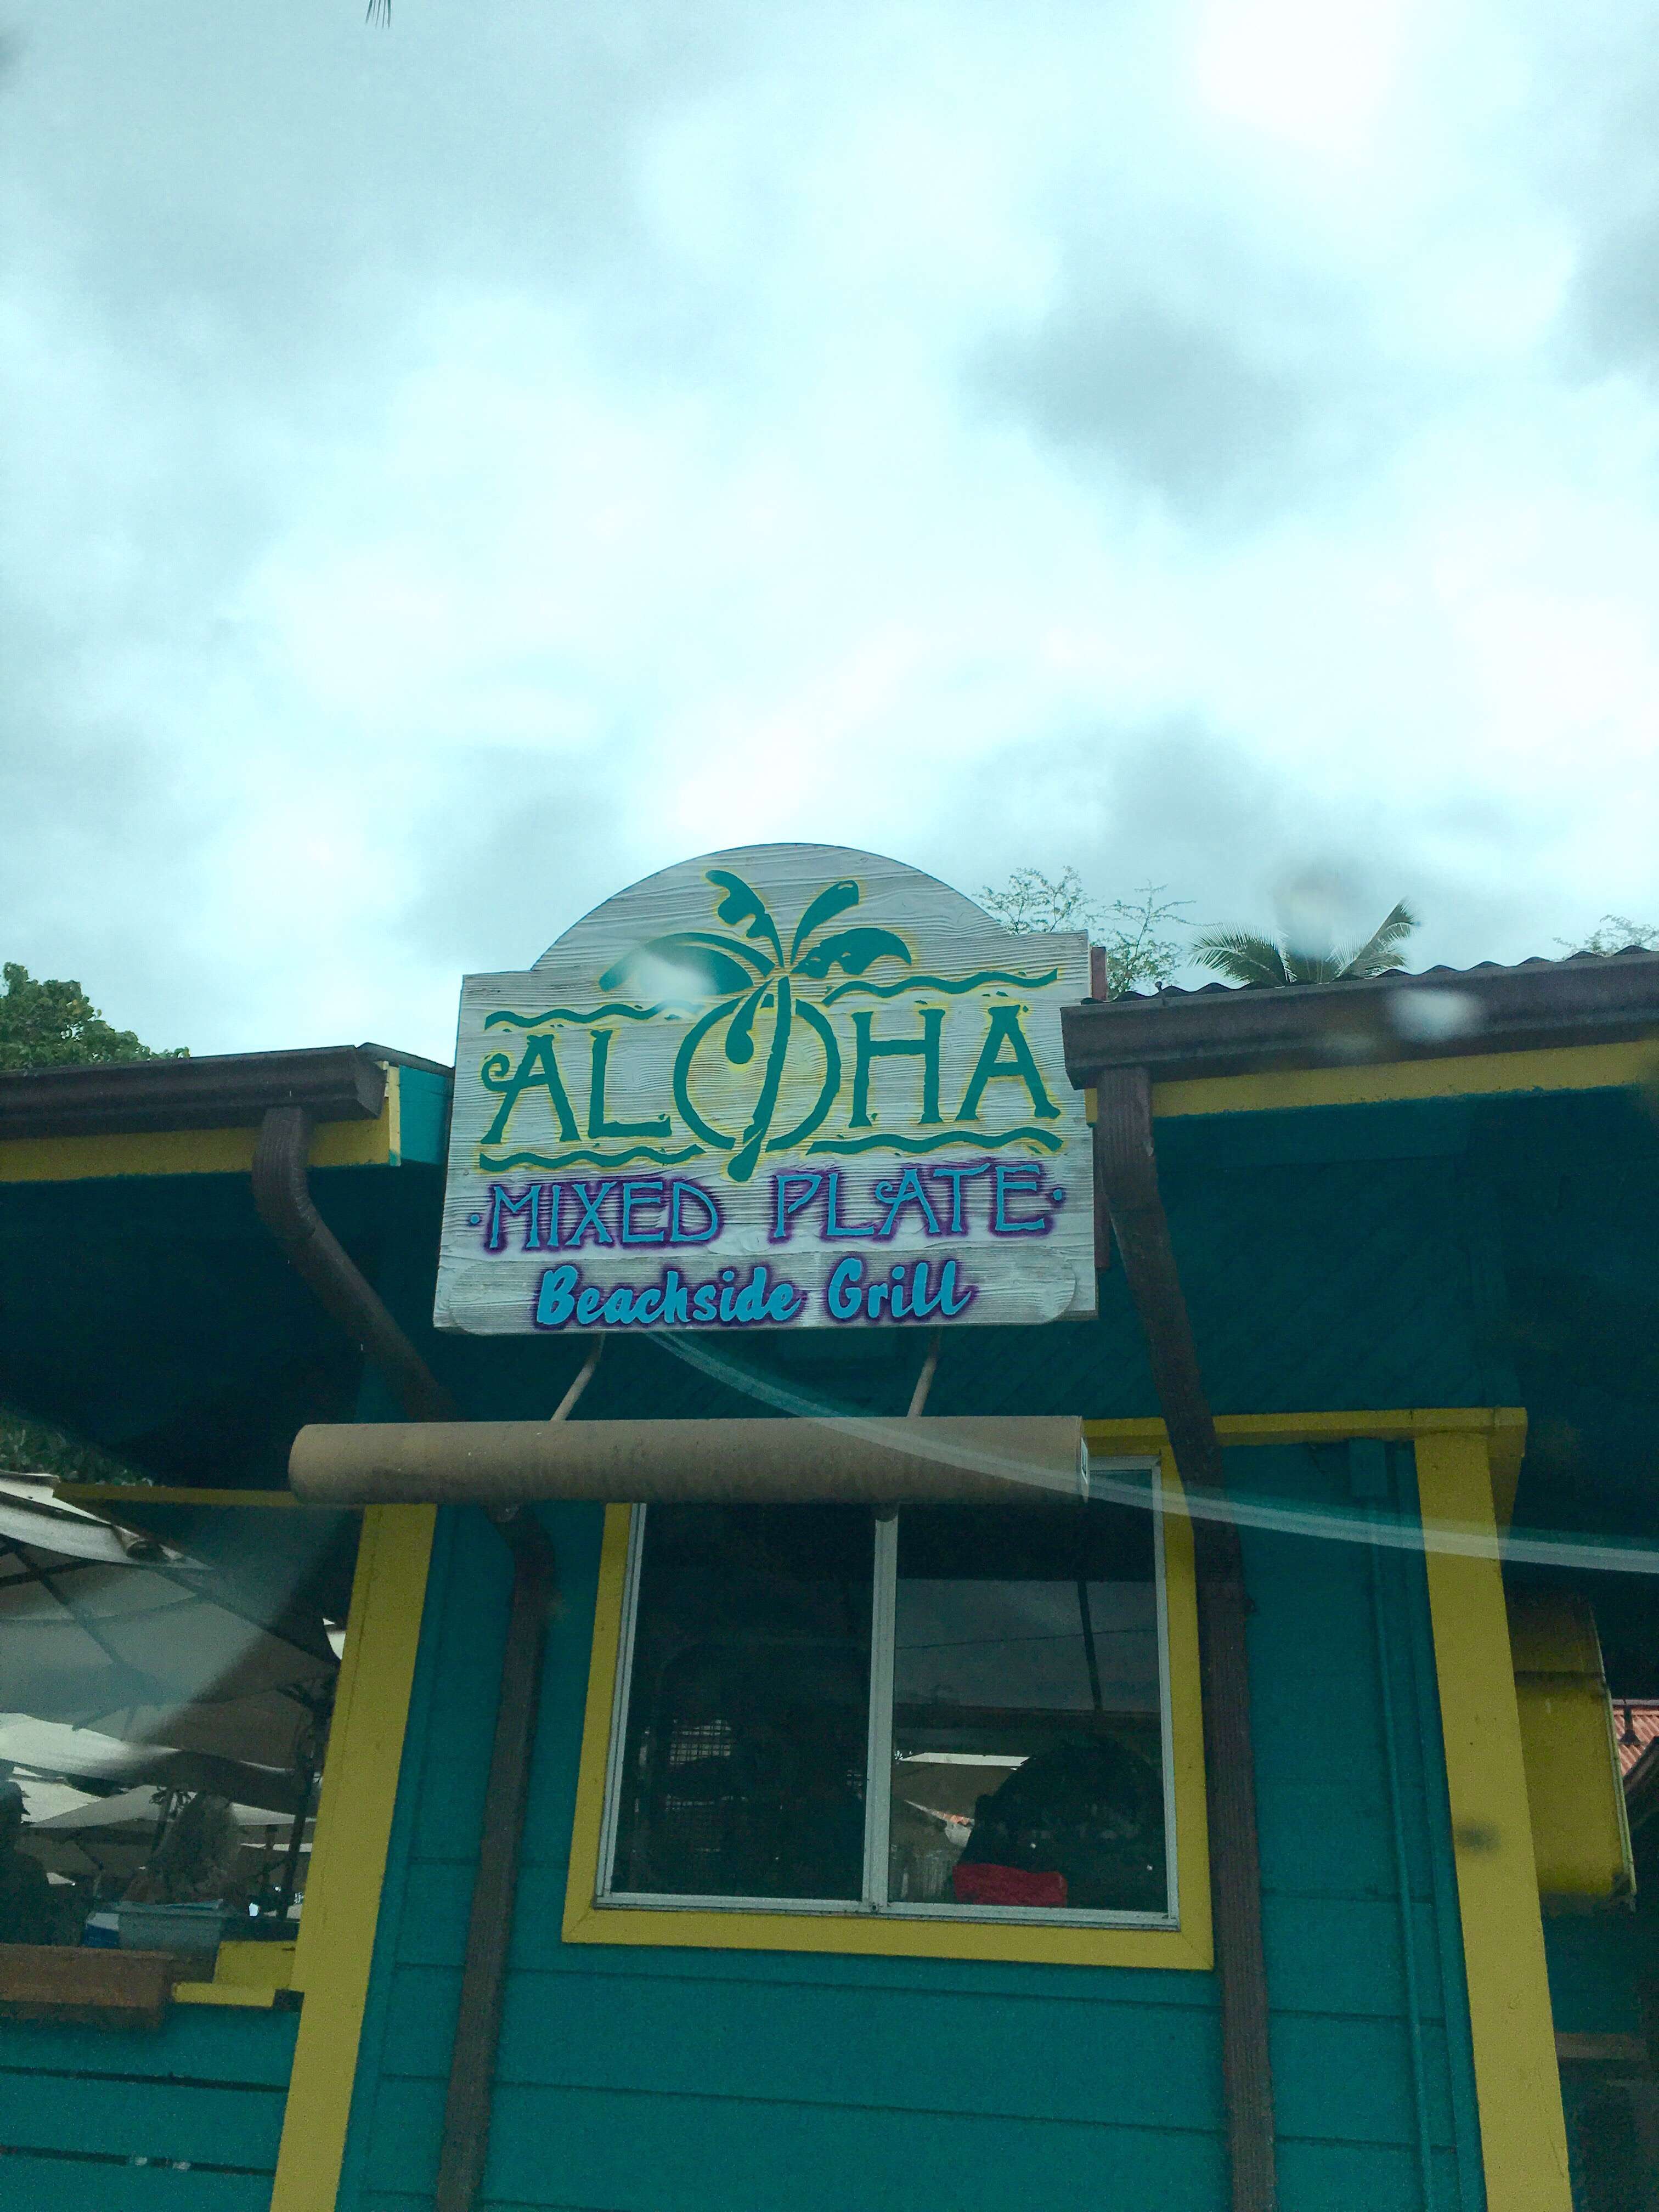 ALOHA
·MIXED PLATE·
Beachside Grill